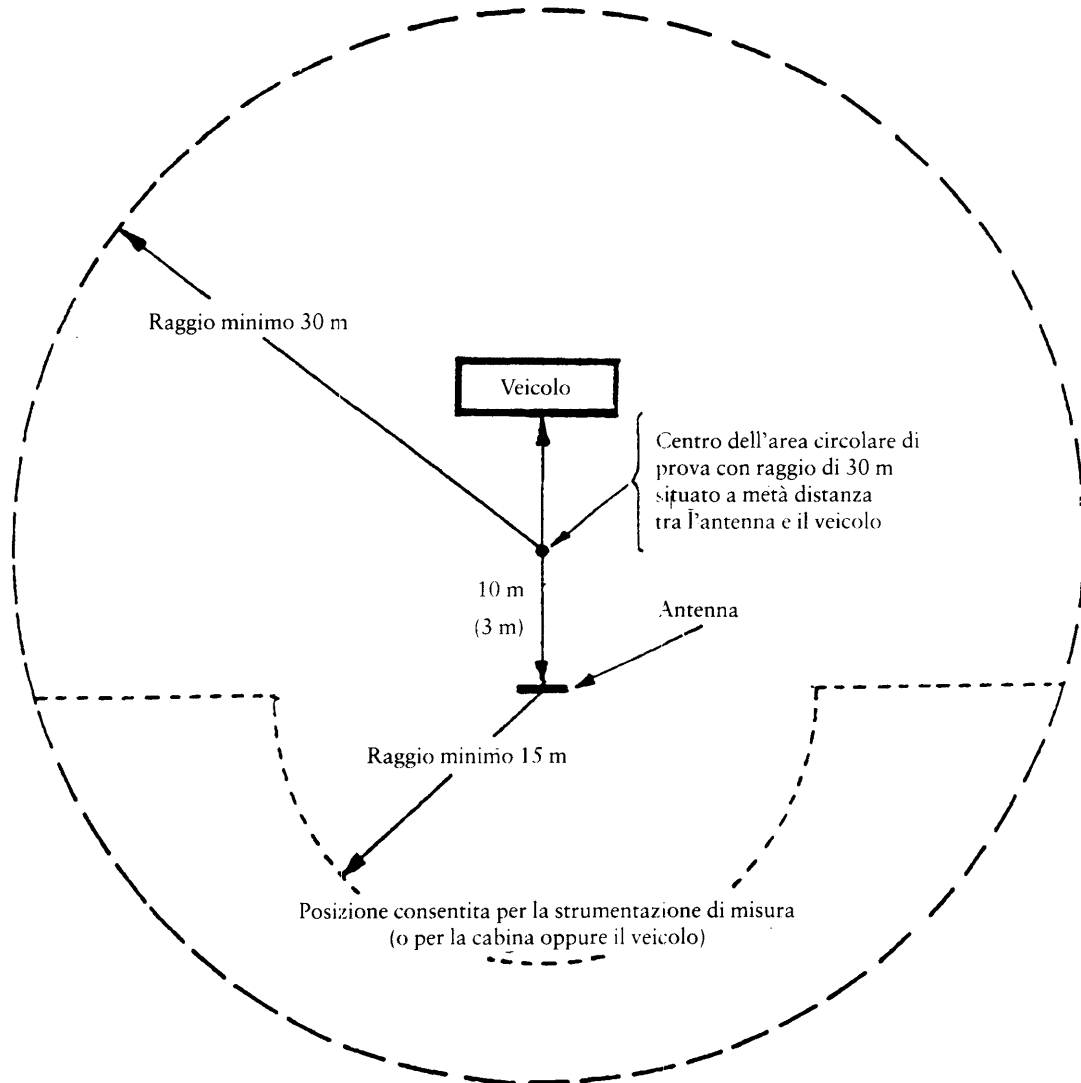 Raggio minimo 30 m
Veicolo
Centro dell'area circolare di
prova con raggio di 30 m
situato a metà distanza
tra l'antenna e il veicolo
10 m
(3 m)
Antenna
Raggio minimo 15 m
Posizione consentita per la strumentazione di misura
(o per la cabina oppure il veicolo)